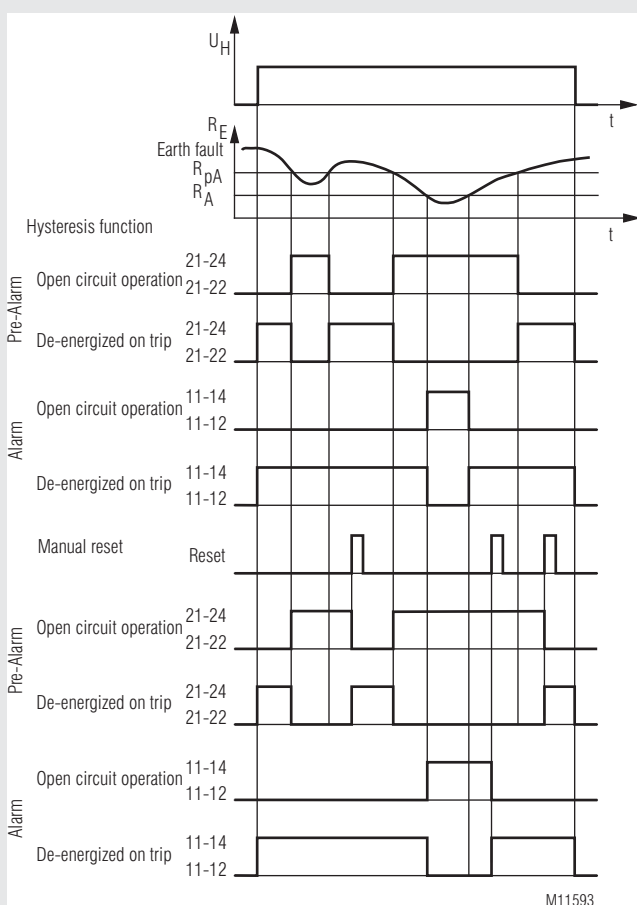 U_H
t
R_E
Earth fault
R_pA
R_A
t
Hysteresis function
Pre-Alarm
Open circuit operation 21-24
21-22
De-energized on trip 21-24
21-22
Alarm
Open circuit operation 11-14
11-12
De-energized on trip 11-14
11-12
Manual reset Reset
Pre-Alarm
Open circuit operation 21-24
21-22
De-energized on trip 21-24
21-22
Alarm
Open circuit operation 11-14
11-12
De-energized on trip 11-14
11-12
M11593